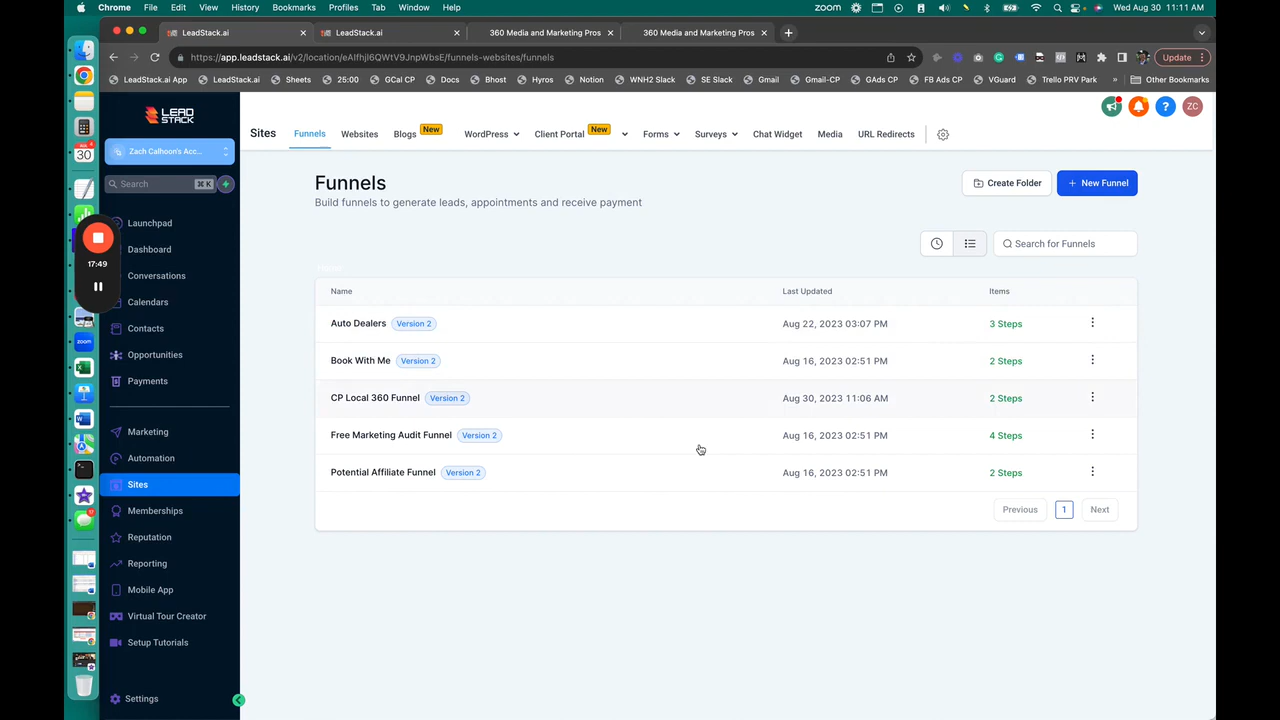 Chrome File Edit View History Bookmarks Profiles Tab Window Help
zoom Wed Aug 30 11:11 AM
LeadStack.ai
LeadStack.ai
360 Media and Marketing Pros
360 Media and Marketing Pros
https://app.leadstack.ai/v2/location/eAIfhjI6QWtV9JnpWbsE/funnels-websites/funnels
Update
LeadStack.ai App LeadStack.ai Sheets 25:00 GCal CP Docs Bhost Hyros Notion WNH2 Slack SE Slack Gmail Gmail-CP GAds CP FB Ads CP VGuard Trello PRV Park » Other Bookmarks
LEAD
STACK
ZC
Sites Funnels Websites Blogs New WordPress Client Portal New Forms Surveys Chat Widget Media URL Redirects
Zach Calhoun's Acc...
Search ⌘ K
Launchpad
Dashboard
Conversations
Calendars
Contacts
Opportunities
Payments
Marketing
Automation
Sites
Memberships
Reputation
Reporting
Mobile App
Virtual Tour Creator
Setup Tutorials
Settings
30
17:49
zoom
Funnels
Build funnels to generate leads, appointments and receive payment
Create Folder
+ New Funnel
Search for Funnels
Home
Name Last Updated Items
Auto Dealers Version 2 Aug 22, 2023 03:07 PM 3 Steps
Book With Me Version 2 Aug 16, 2023 02:51 PM 2 Steps
CP Local 360 Funnel Version 2 Aug 30, 2023 11:06 AM 2 Steps
Free Marketing Audit Funnel Version 2 Aug 16, 2023 02:51 PM 4 Steps
Potential Affiliate Funnel Version 2 Aug 16, 2023 02:51 PM 2 Steps
Previous 1 Next